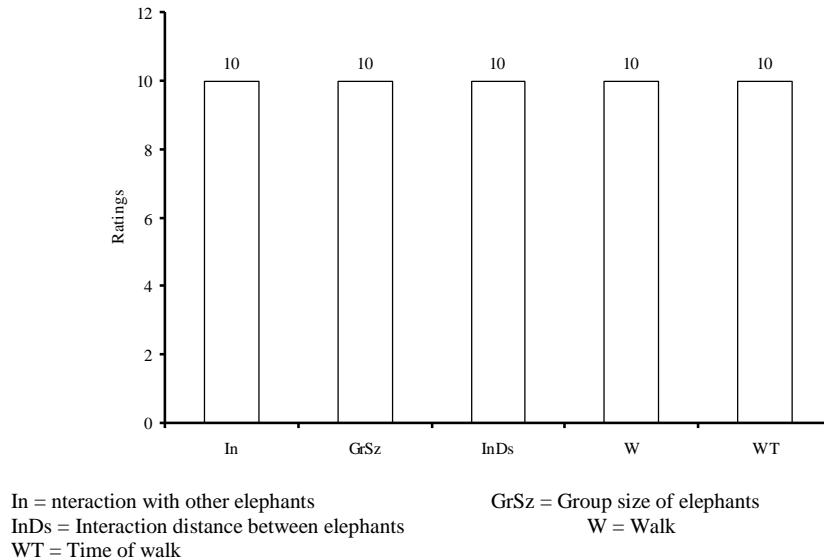 12
10 10 10 10 10
10
8
6
4
2
0
Ratings
In GrSz InDs W WT
In = nteraction with other elephants GrSz = Group size of elephants
InDs = Interaction distance between elephants W = Walk
WT = Time of walk